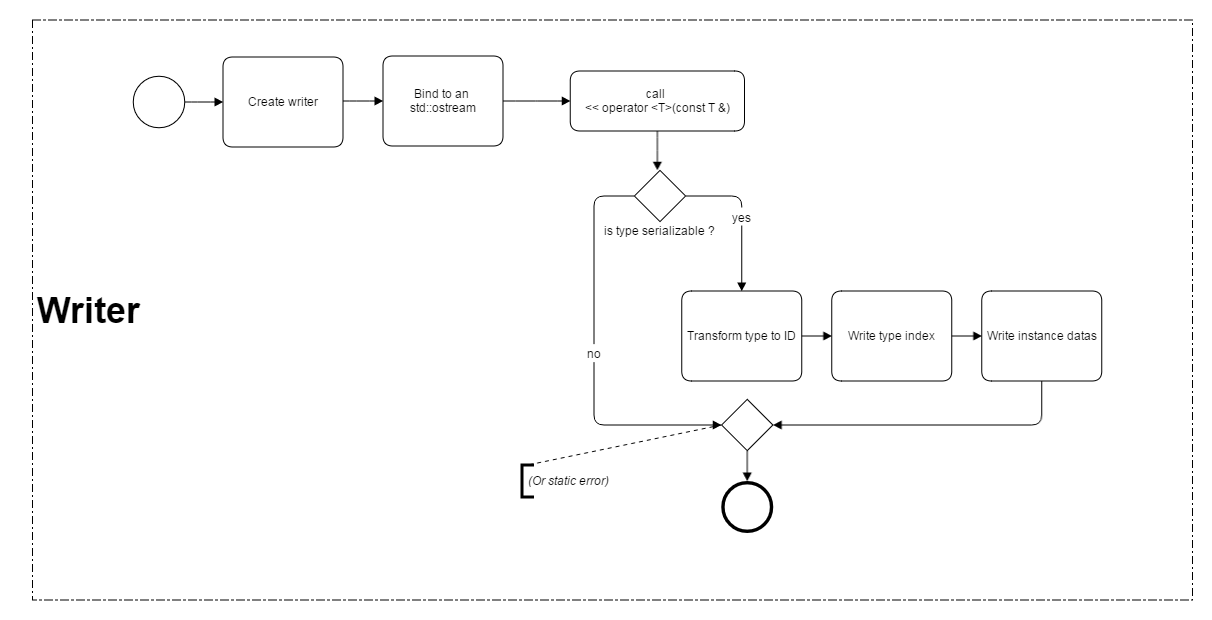 Create writer
Bind to an
std::ostream
call
<< operator <T>(const T &)
is type serializable ?
yes
Writer
Transform type to ID
Write type index
Write instance datas
no
(Or static error)